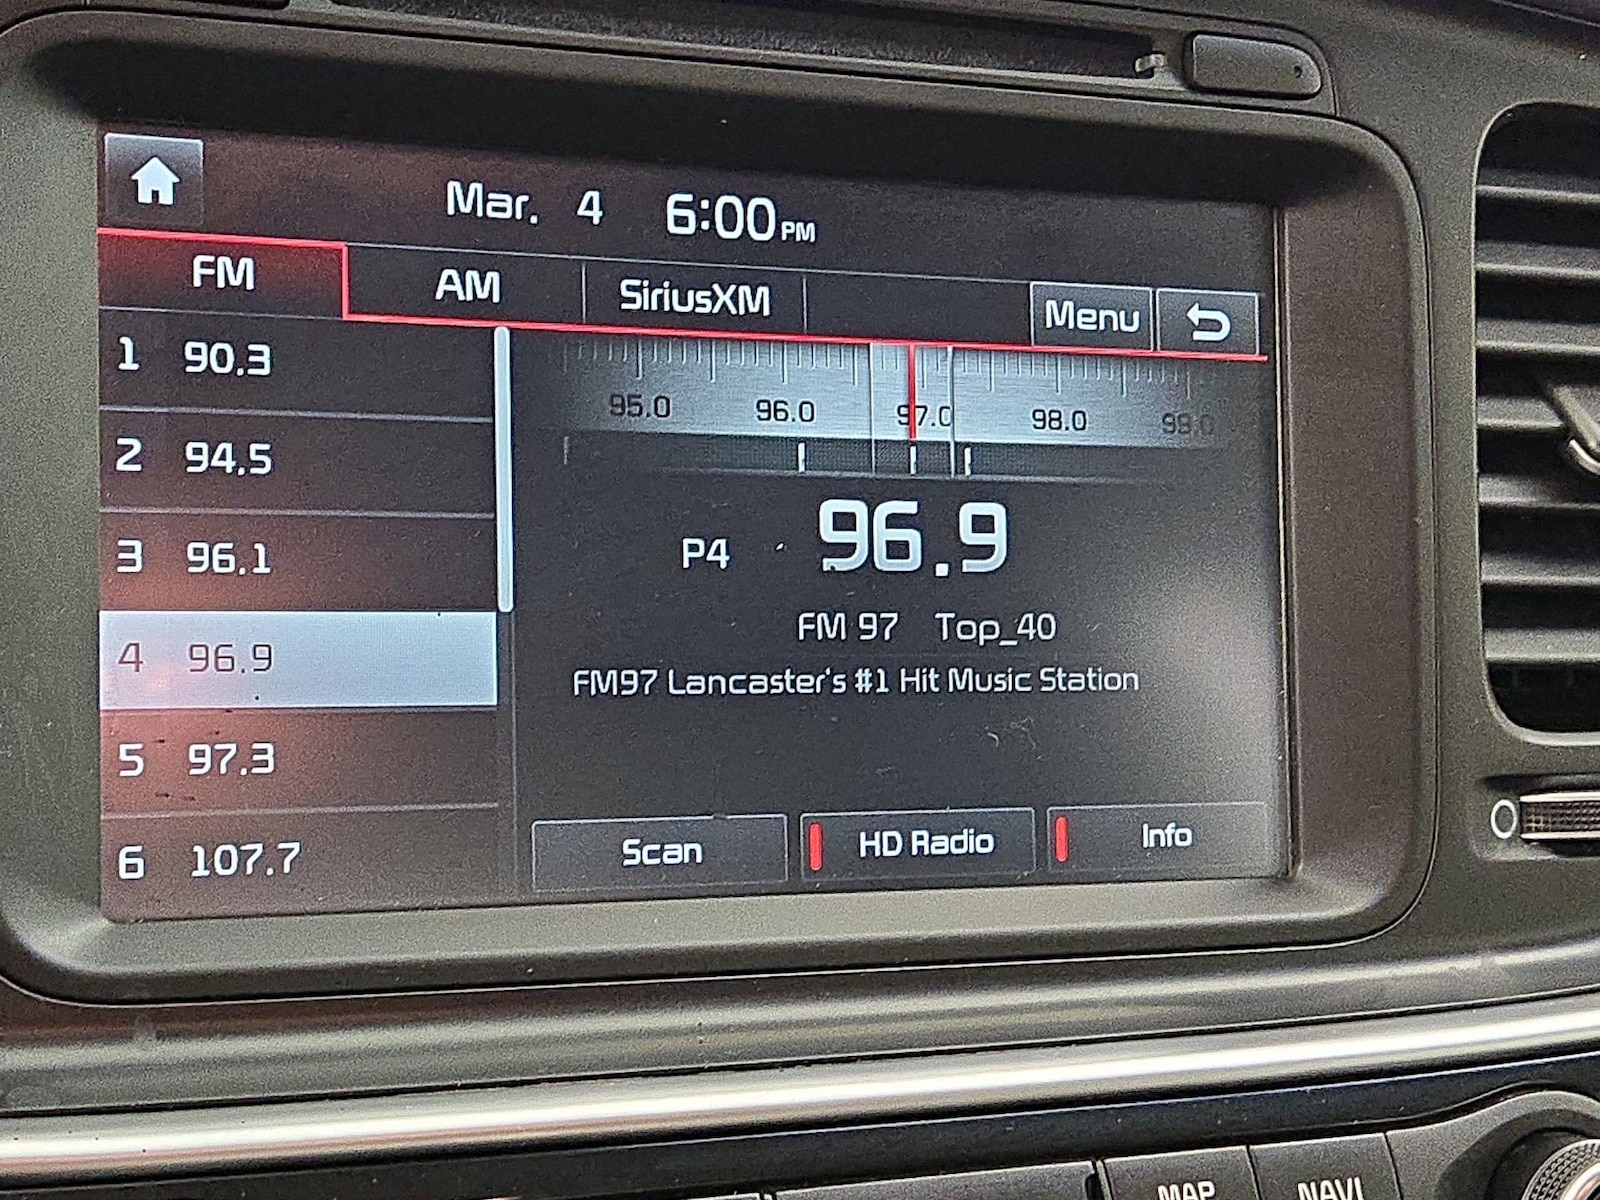 Mar. 4 6:00PM
FM AM SiriusXM Menu
1 90.3
2 94.5
3 96.1
4 96.9
5 97.3
6 107.7
95.0 96.0 97.0 98.0 99.0
P4 96.9
FM 97 Top_40
FM97 Lancaster's #1 Hit Music Station
Scan HD Radio Info
MAP NAVI